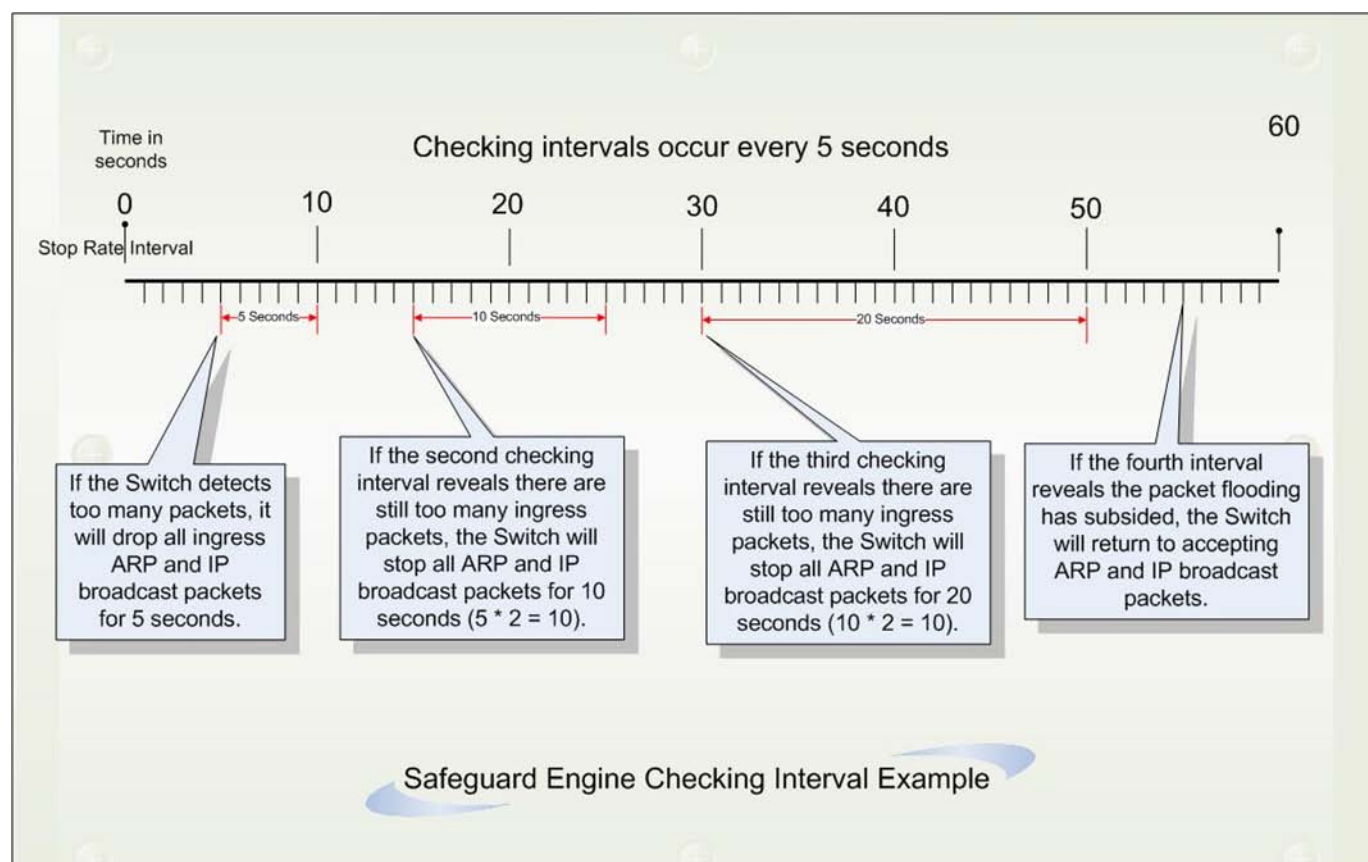 Time in
seconds
Checking intervals occur every 5 seconds
60
0
10
20
30
40
50
Stop Rate Interval
5 Seconds
10 Seconds
20 Seconds
If the Switch detects
too many packets, it
will drop all ingress
ARP and IP
broadcast packets
for 5 seconds.
If the second checking
interval reveals there are
still too many ingress
packets, the Switch will
stop all ARP and IP
broadcast packets for 10
seconds (5 * 2 = 10).
If the third checking
interval reveals there are
still too many ingress
packets, the Switch will
stop all ARP and IP
broadcast packets for 20
seconds (10 * 2 = 10).
If the fourth interval
reveals the packet flooding
has subsided, the Switch
will return to accepting
ARP and IP broadcast
packets.
Safeguard Engine Checking Interval Example